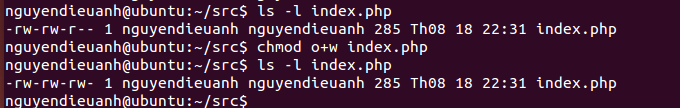 nguyendieuanh@ubuntu:~/src$ ls -l index.php
-rw-rw-r-- 1 nguyendieuanh nguyendieuanh 285 Th08 18 22:31 index.php
nguyendieuanh@ubuntu:~/src$ chmod o+w index.php
nguyendieuanh@ubuntu:~/src$ ls -l index.php
-rw-rw-rw- 1 nguyendieuanh nguyendieuanh 285 Th08 18 22:31 index.php
nguyendieuanh@ubuntu:~/src$